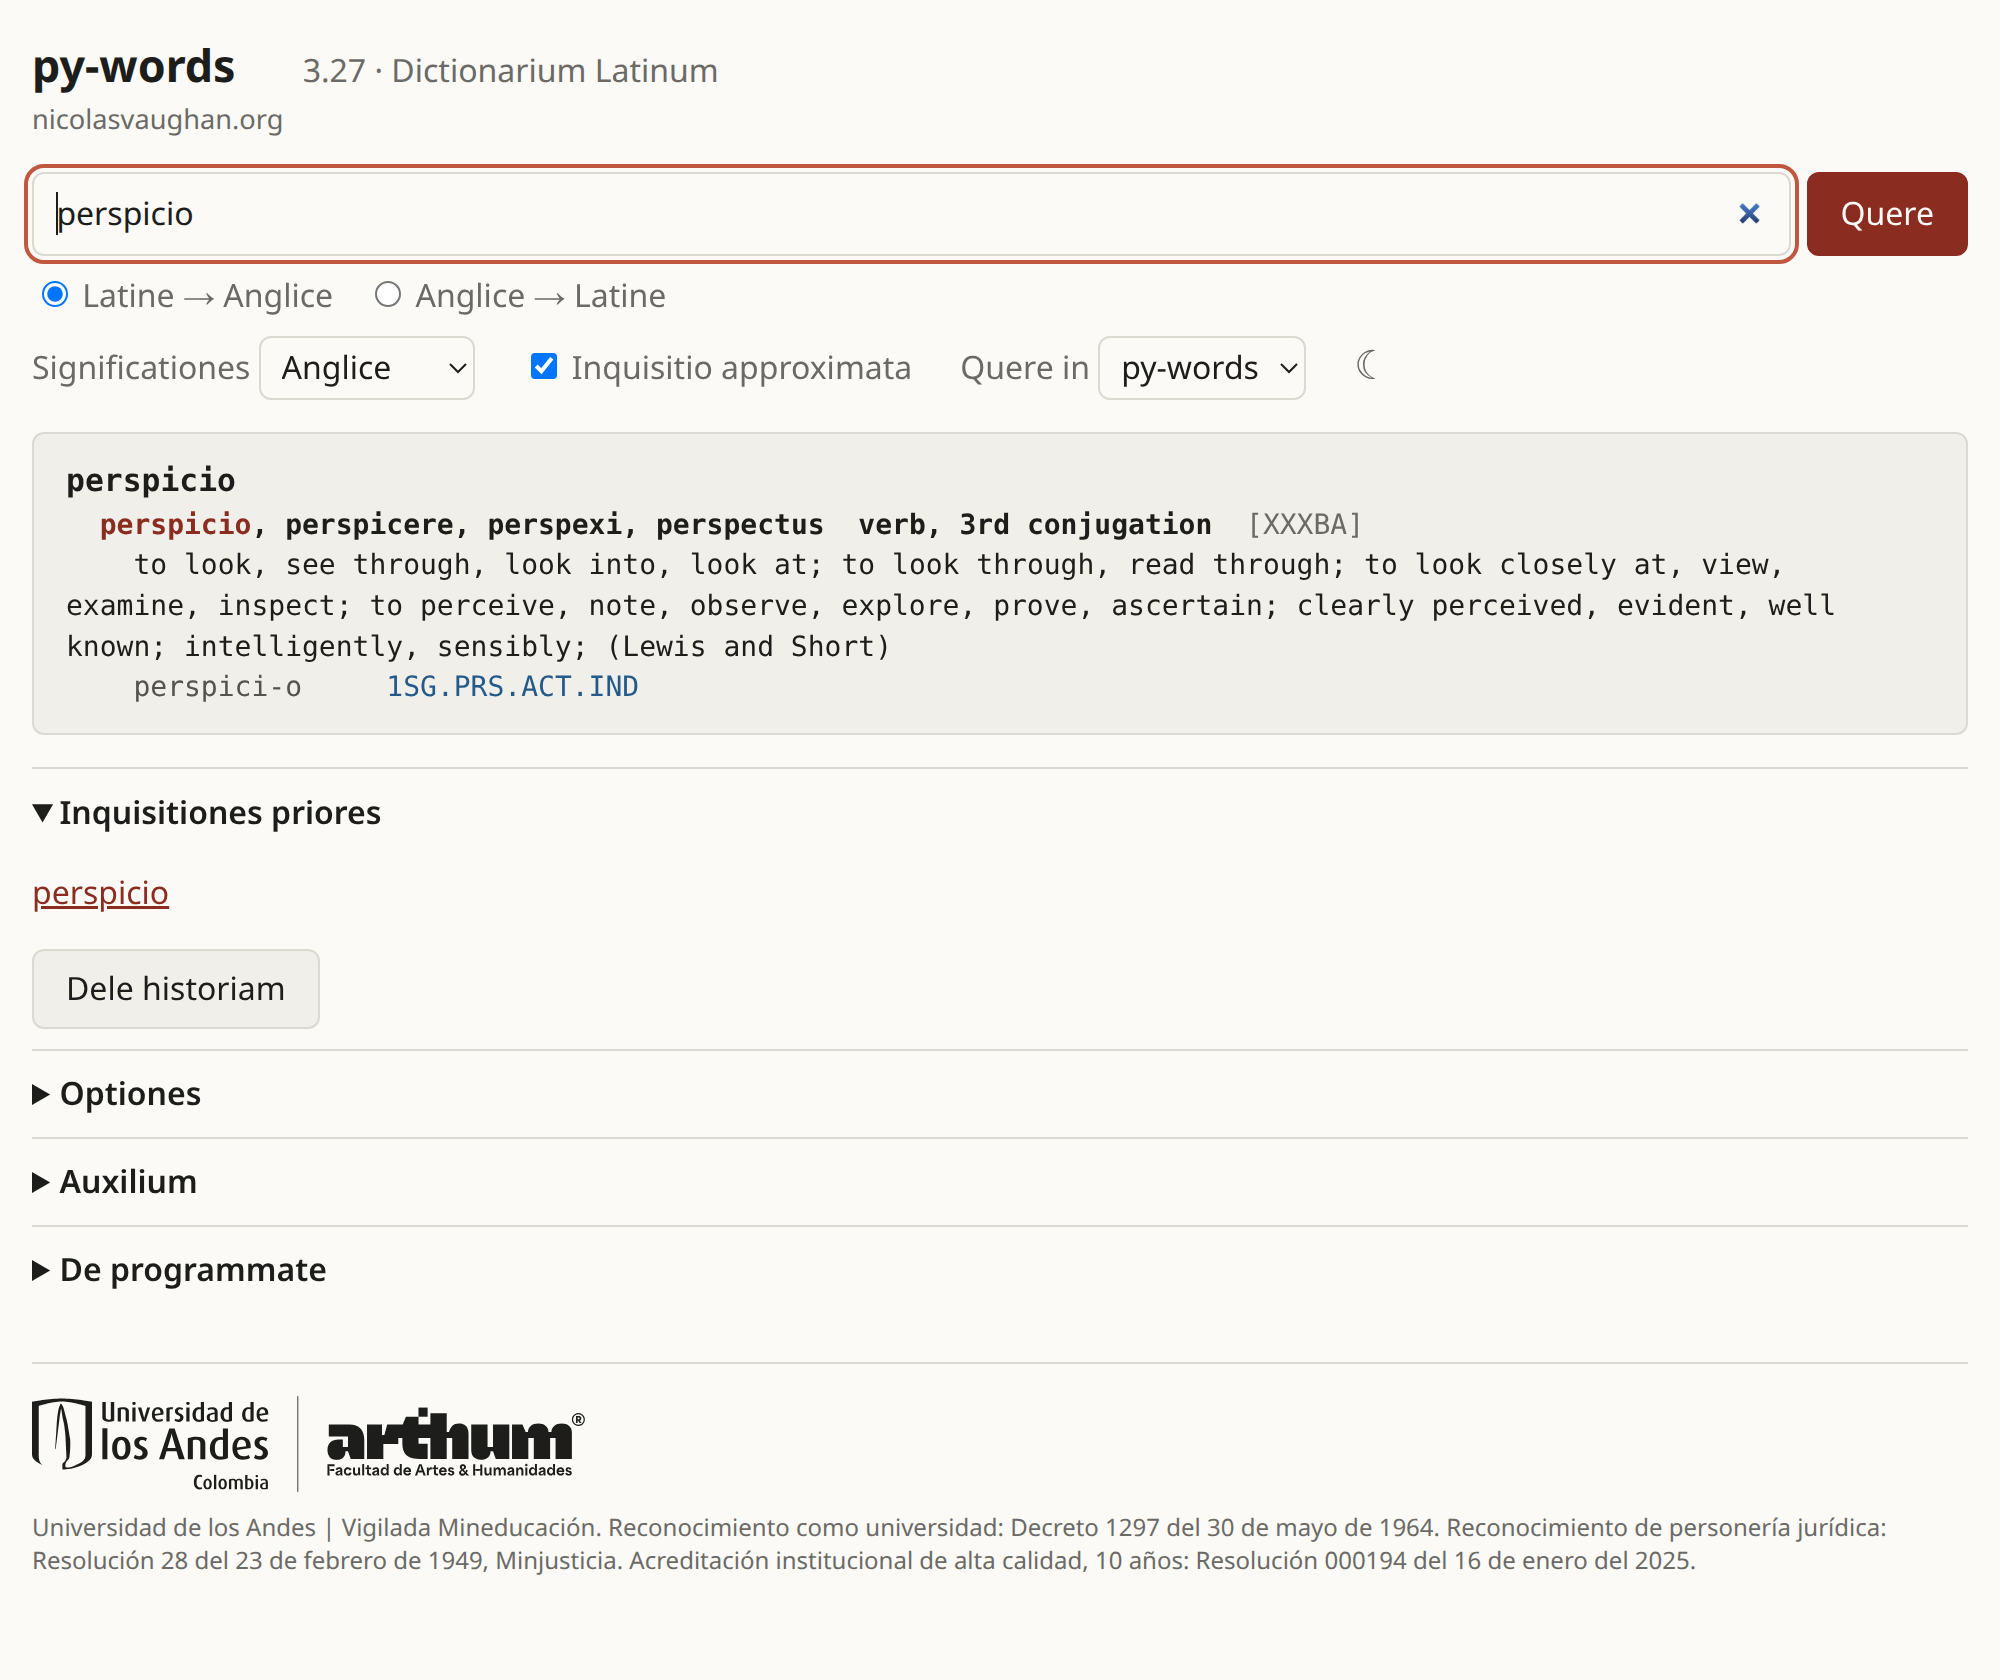 py-words 3.27 · Dictionarium Latinum
nicolasvaughan.org
perspicio × Quere
Latine → Anglice Anglice → Latine
Significationes Anglice Inquisitio approximata Quere in py-words ☾
perspicio
perspicio, perspicere, perspexi, perspectus verb, 3rd conjugation [XXXBA]
to look, see through, look into, look at; to look through, read through; to look closely at, view,
examine, inspect; to perceive, note, observe, explore, prove, ascertain; clearly perceived, evident, well
known; intelligently, sensibly; (Lewis and Short)
perspici-o 1SG.PRS.ACT.IND
▼ Inquisitiones priores
perspicio
Dele historiam
▶ Optiones
▶ Auxilium
▶ De programmate
Universidad de
los Andes
Colombia
arthum®
Facultad de Artes & Humanidades
Universidad de los Andes | Vigilada Mineducación. Reconocimiento como universidad: Decreto 1297 del 30 de mayo de 1964. Reconocimiento de personería jurídica:
Resolución 28 del 23 de febrero de 1949, Minjusticia. Acreditación institucional de alta calidad, 10 años: Resolución 000194 del 16 de enero del 2025.